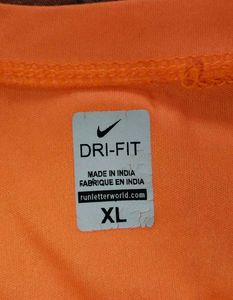 DRI-FIT
MADE IN INDIA
FABRIQUE EN INDIA
runletterworld.com
XL